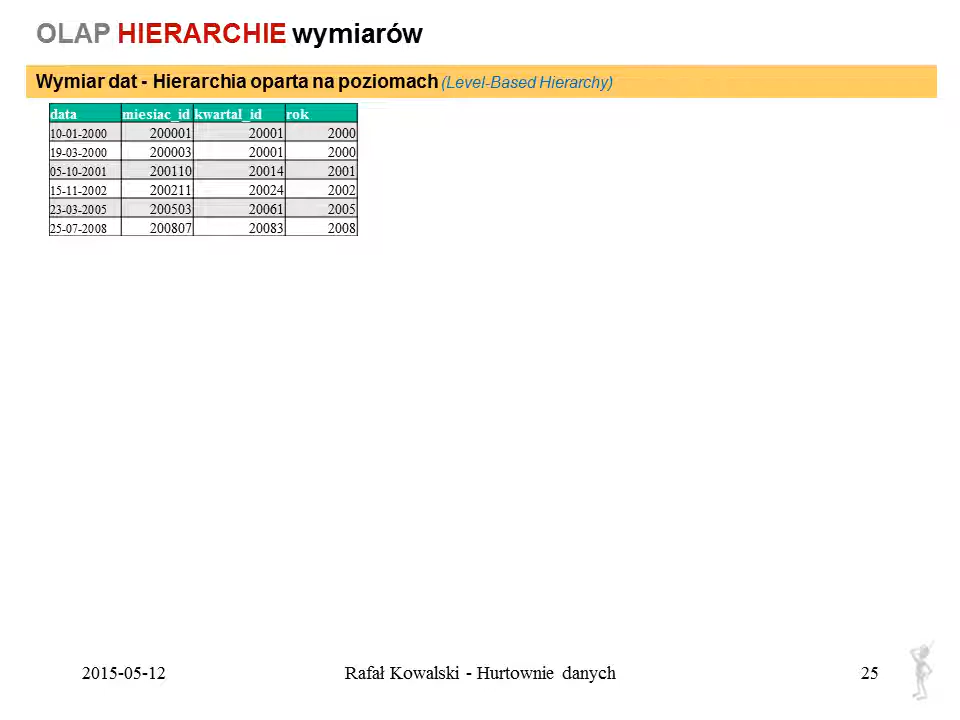 OLAP HIERARCHIE wymiarów
Wymiar dat - Hierarchia oparta na poziomach (Level-Based Hierarchy)
data miesiac_id kwartal_id rok
10-01-2000 200001 20001 2000
19-03-2000 200003 20001 2000
05-10-2001 200110 20014 2001
15-11-2002 200211 20024 2002
23-03-2005 200503 20061 2005
25-07-2008 200807 20083 2008
2015-05-12 Rafał Kowalski - Hurtownie danych 25